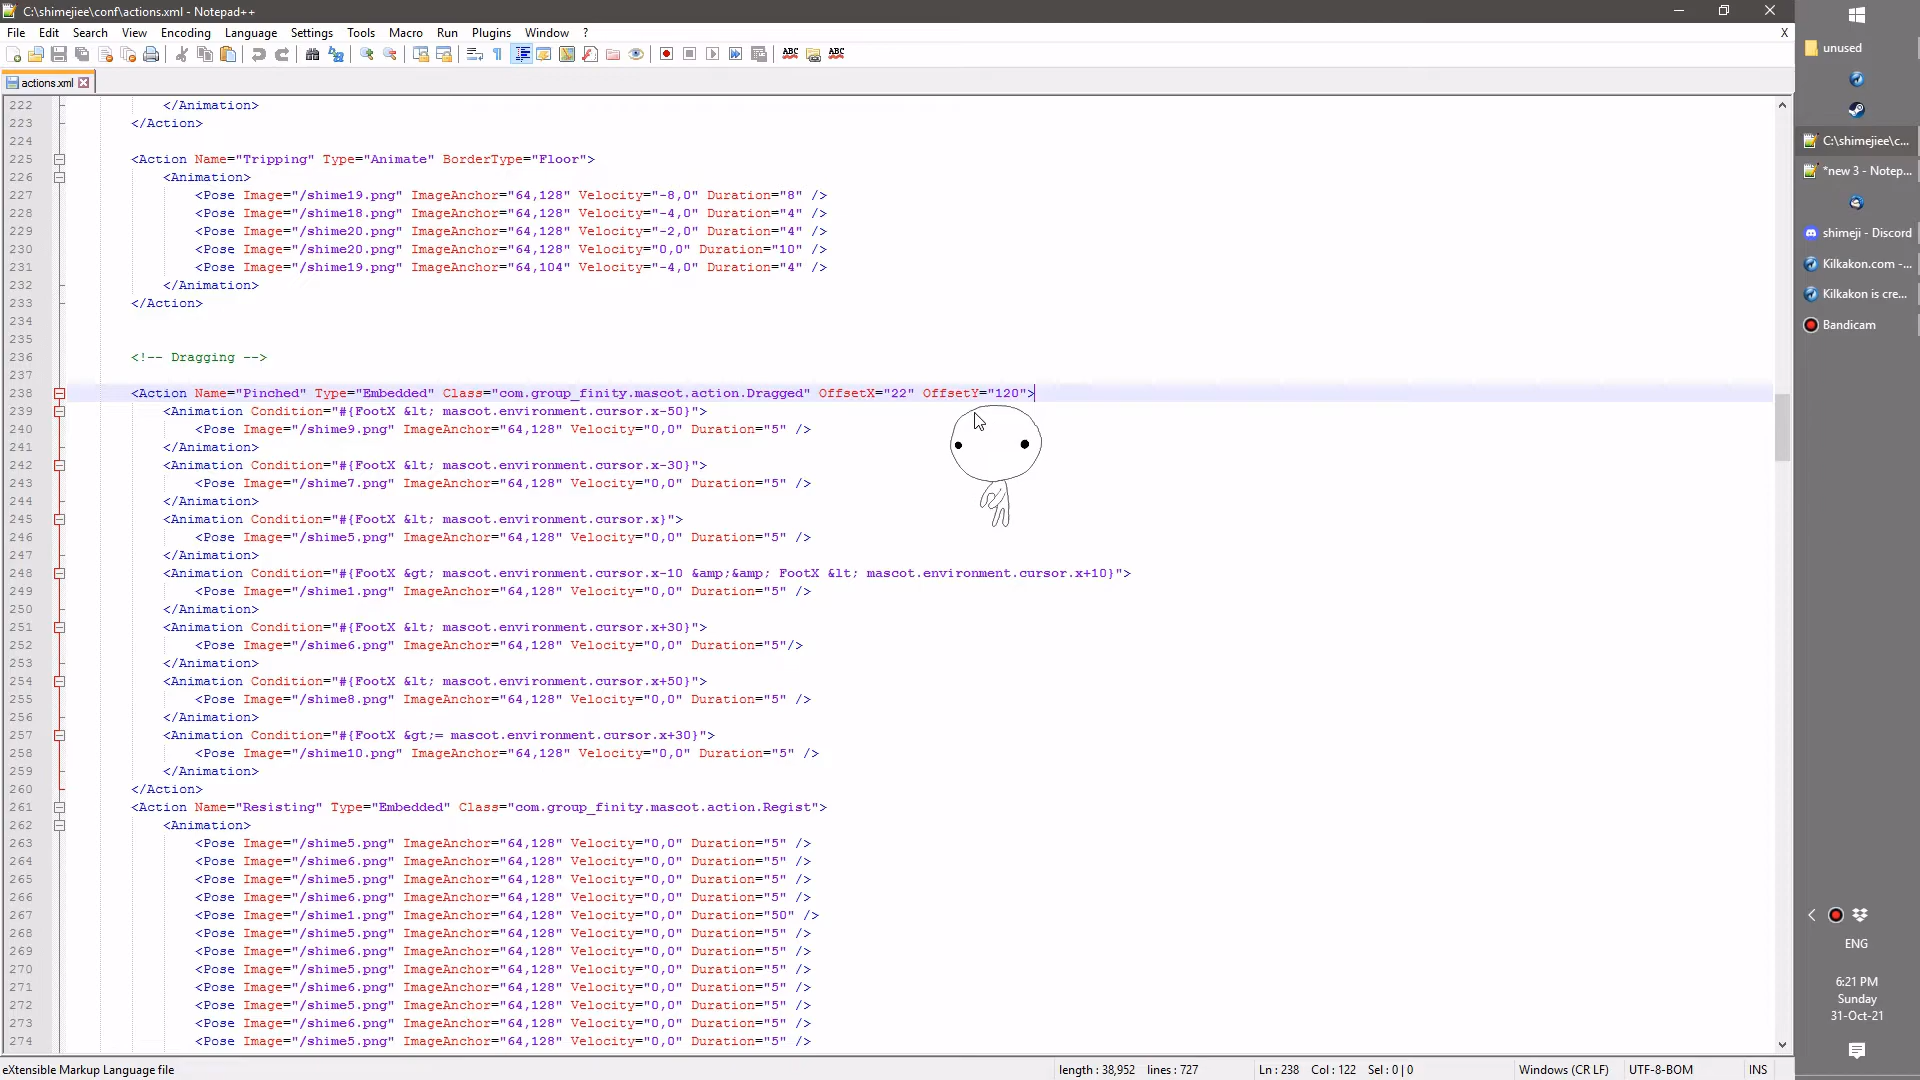 C:\shimejiee\conf\actions.xml - Notepad++
File Edit Search View Encoding Language Settings Tools Macro Run Plugins Window ? X
actions.xml
222 </Animation>
223 </Action>
224
225 <Action Name="Tripping" Type="Animate" BorderType="Floor">
226 <Animation>
227 <Pose Image="/shime19.png" ImageAnchor="64,128" Velocity="-8,0" Duration="8" />
228 <Pose Image="/shime18.png" ImageAnchor="64,128" Velocity="-4,0" Duration="4" />
229 <Pose Image="/shime20.png" ImageAnchor="64,128" Velocity="-2,0" Duration="4" />
230 <Pose Image="/shime20.png" ImageAnchor="64,128" Velocity="0,0" Duration="10" />
231 <Pose Image="/shime19.png" ImageAnchor="64,104" Velocity="-4,0" Duration="4" />
232 </Animation>
233 </Action>
234
235
236 <!-- Dragging -->
237
238 <Action Name="Pinched" Type="Embedded" Class="com.group_finity.mascot.action.Dragged" OffsetX="22" OffsetY="120">
239 <Animation Condition="#{FootX &lt; mascot.environment.cursor.x-50}">
240 <Pose Image="/shime9.png" ImageAnchor="64,128" Velocity="0,0" Duration="5" />
241 </Animation>
242 <Animation Condition="#{FootX &lt; mascot.environment.cursor.x-30}">
243 <Pose Image="/shime7.png" ImageAnchor="64,128" Velocity="0,0" Duration="5" />
244 </Animation>
245 <Animation Condition="#{FootX &lt; mascot.environment.cursor.x}">
246 <Pose Image="/shime5.png" ImageAnchor="64,128" Velocity="0,0" Duration="5" />
247 </Animation>
248 <Animation Condition="#{FootX &gt; mascot.environment.cursor.x-10 &amp;&amp; FootX &lt; mascot.environment.cursor.x+10}">
249 <Pose Image="/shime1.png" ImageAnchor="64,128" Velocity="0,0" Duration="5" />
250 </Animation>
251 <Animation Condition="#{FootX &lt; mascot.environment.cursor.x+30}">
252 <Pose Image="/shime6.png" ImageAnchor="64,128" Velocity="0,0" Duration="5"/>
253 </Animation>
254 <Animation Condition="#{FootX &lt; mascot.environment.cursor.x+50}">
255 <Pose Image="/shime8.png" ImageAnchor="64,128" Velocity="0,0" Duration="5" />
256 </Animation>
257 <Animation Condition="#{FootX &gt;= mascot.environment.cursor.x+30}">
258 <Pose Image="/shime10.png" ImageAnchor="64,128" Velocity="0,0" Duration="5" />
259 </Animation>
260 </Action>
261 <Action Name="Resisting" Type="Embedded" Class="com.group_finity.mascot.action.Regist">
262 <Animation>
263 <Pose Image="/shime5.png" ImageAnchor="64,128" Velocity="0,0" Duration="5" />
264 <Pose Image="/shime6.png" ImageAnchor="64,128" Velocity="0,0" Duration="5" />
265 <Pose Image="/shime5.png" ImageAnchor="64,128" Velocity="0,0" Duration="5" />
266 <Pose Image="/shime6.png" ImageAnchor="64,128" Velocity="0,0" Duration="5" />
267 <Pose Image="/shime1.png" ImageAnchor="64,128" Velocity="0,0" Duration="50" />
268 <Pose Image="/shime5.png" ImageAnchor="64,128" Velocity="0,0" Duration="5" />
269 <Pose Image="/shime6.png" ImageAnchor="64,128" Velocity="0,0" Duration="5" />
270 <Pose Image="/shime5.png" ImageAnchor="64,128" Velocity="0,0" Duration="5" />
271 <Pose Image="/shime6.png" ImageAnchor="64,128" Velocity="0,0" Duration="5" />
272 <Pose Image="/shime5.png" ImageAnchor="64,128" Velocity="0,0" Duration="5" />
273 <Pose Image="/shime6.png" ImageAnchor="64,128" Velocity="0,0" Duration="5" />
274 <Pose Image="/shime5.png" ImageAnchor="64,128" Velocity="0,0" Duration="5" />
eXtensible Markup Language file length : 38,952 lines : 727 Ln : 238 Col : 122 Sel : 0 | 0 Windows (CR LF) UTF-8-BOM INS
unused
C:\shimejiee\c...
*new 3 - Notep...
shimeji - Discord
Kilkakon.com -...
Kilkakon is cre...
Bandicam
ENG
6:21 PM
Sunday
31-Oct-21